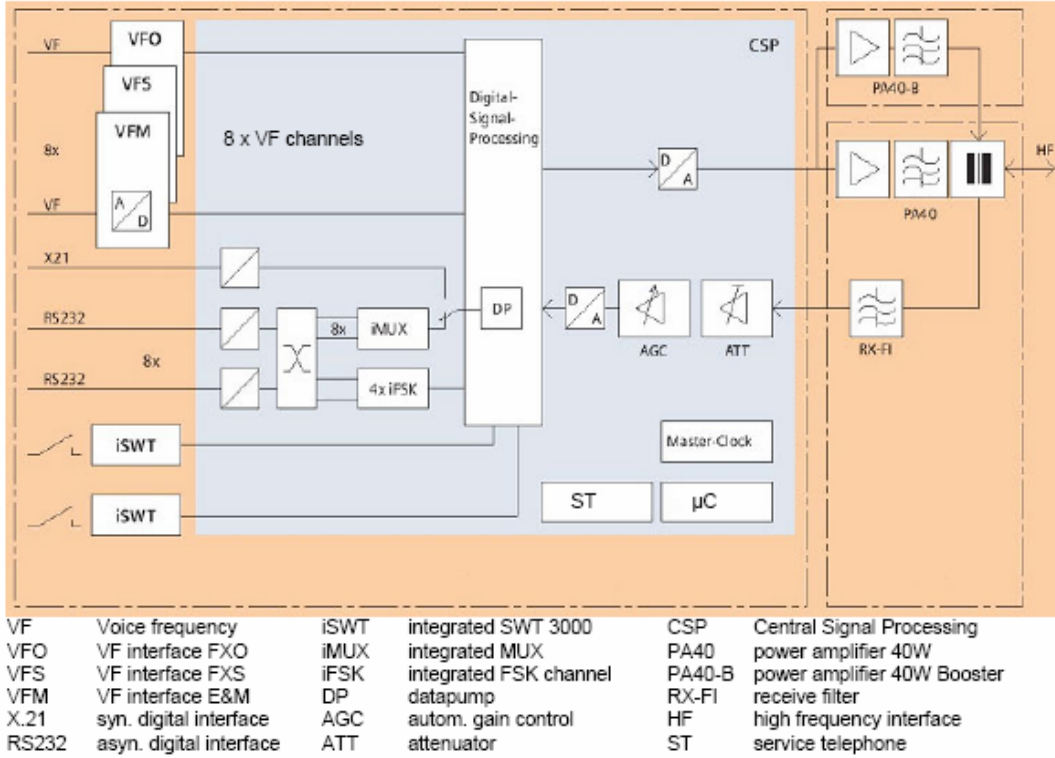 VF
VFO
VFS
VFM
A
D
8x
VF
X21
RS232
8x
RS232
iSWT
iSWT
8 x VF channels
8x
iMUX
4x iFSK
Digital-
Signal-
Processing
DP
CSP
D
A
D
A
AGC
ATT
Master-Clock
ST
µC
PA40-B
PA40
HF
RX-FI
VF Voice frequency iSWT integrated SWT 3000 CSP Central Signal Processing
VFO VF interface FXO iMUX integrated MUX PA40 power amplifier 40W
VFS VF interface FXS iFSK integrated FSK channel PA40-B power amplifier 40W Booster
VFM VF interface E&M DP datapump RX-FI receive filter
X.21 syn. digital interface AGC autom. gain control HF high frequency interface
RS232 asyn. digital interface ATT attenuator ST service telephone